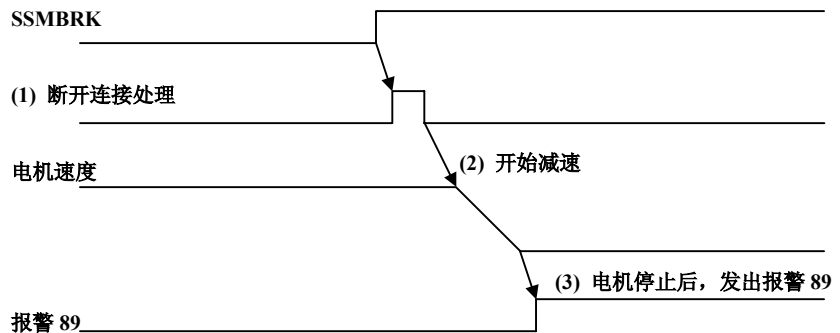 SSMBRK
(1) 断开连接处理
(2) 开始减速
电机速度
(3) 电机停止后，发出报警 89
报警 89